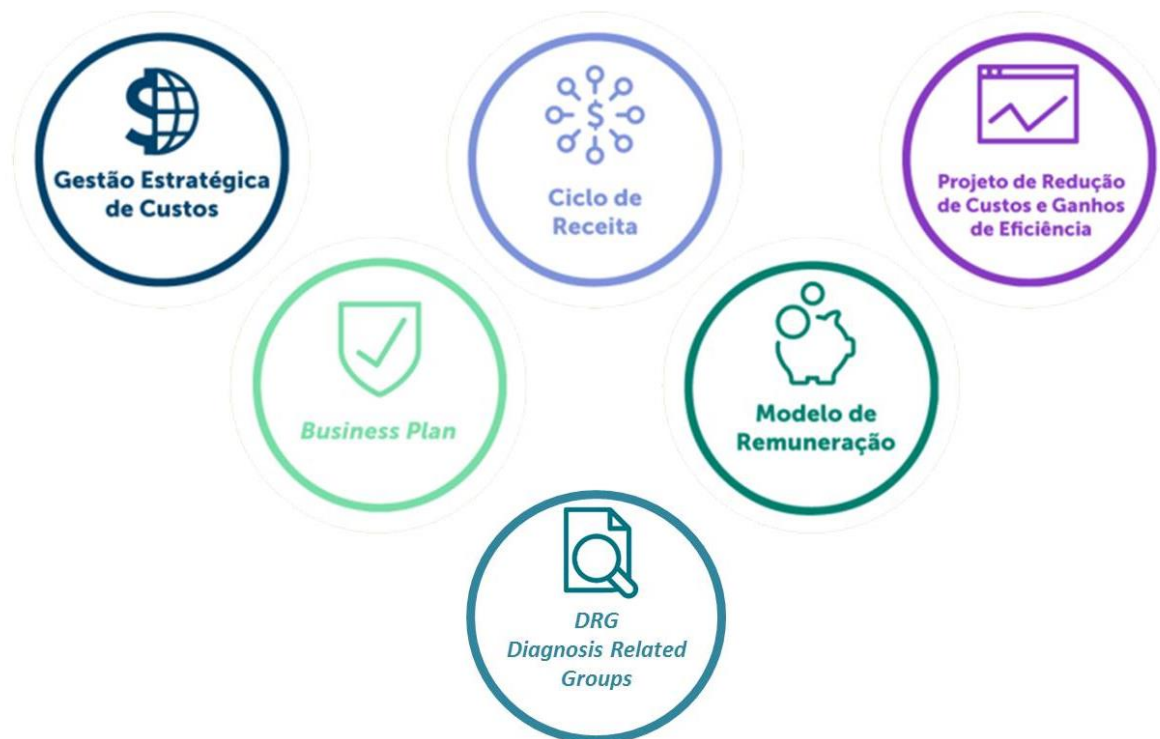 Gestão Estratégica
de Custos
Ciclo de
Receita
Projeto de Redução
de Custos e Ganhos
de Eficiência
Business Plan
Modelo de
Remuneração
DRG
Diagnosis Related
Groups